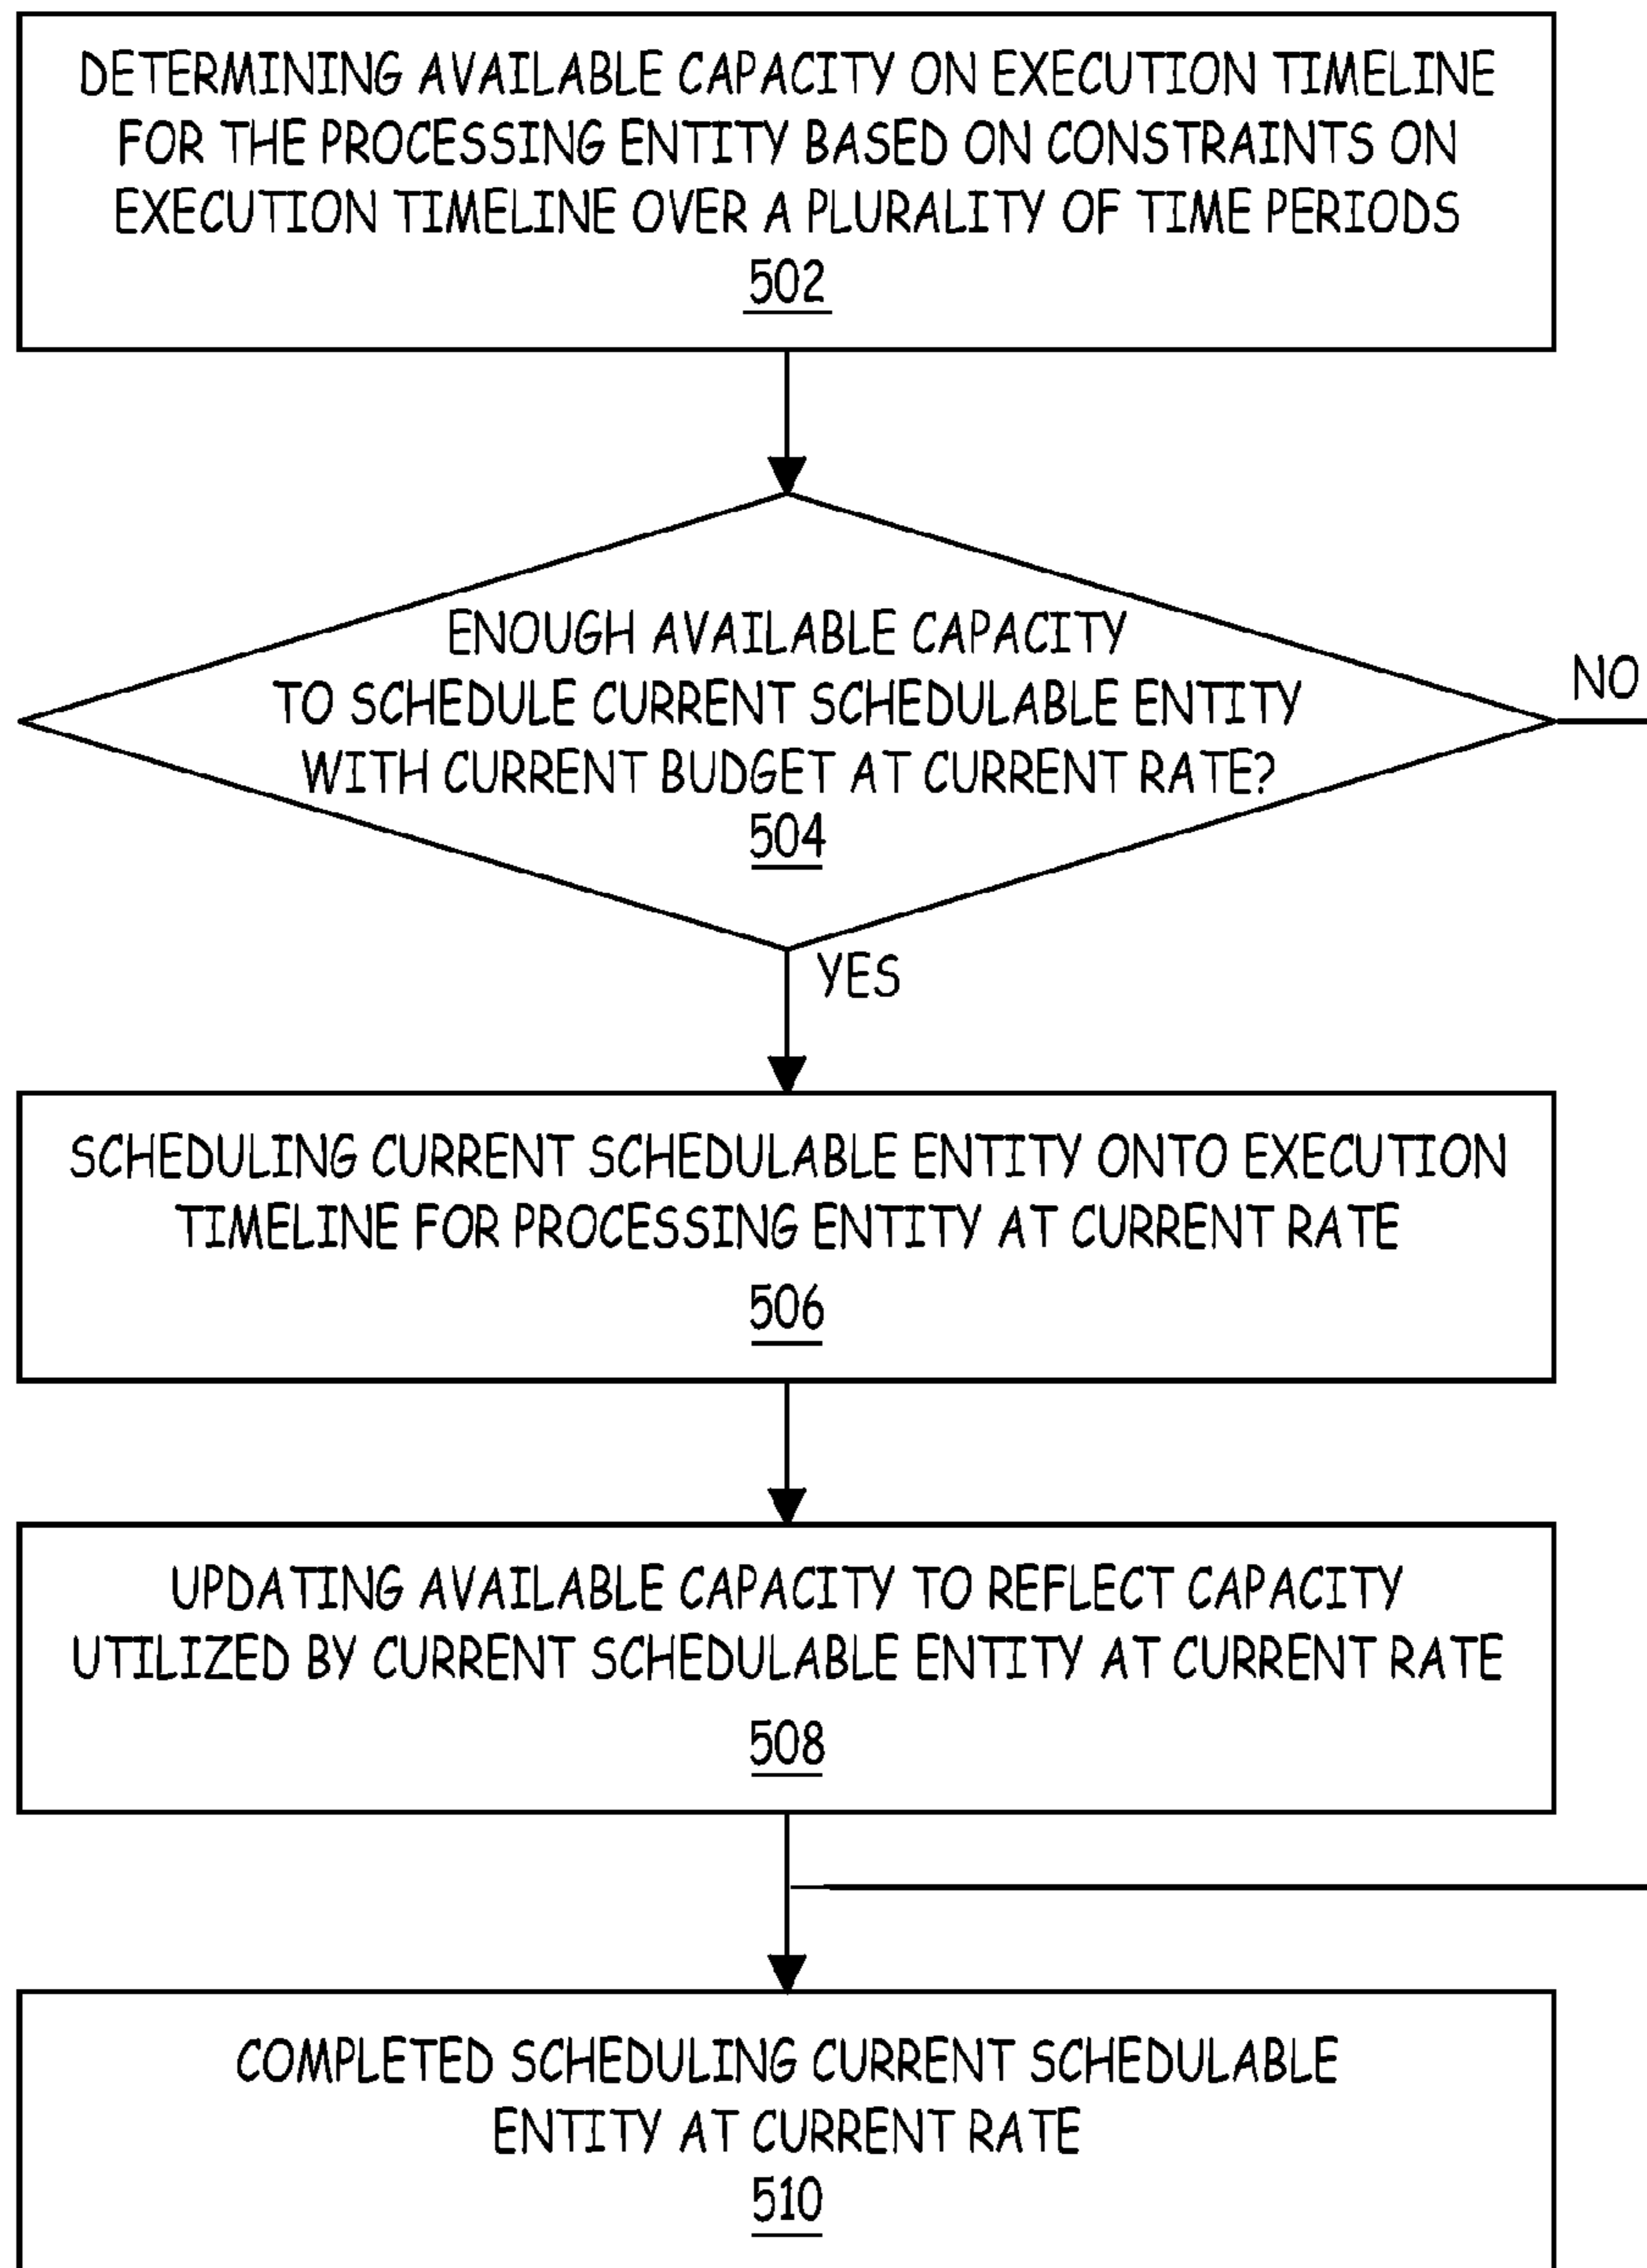 DETERMINING AVAILABLE CAPACITY ON EXECUTION TIMELINE
FOR THE PROCESSING ENTITY BASED ON CONSTRAINTS ON
EXECUTION TIMELINE OVER A PLURALITY OF TIME PERIODS
502
ENOUGH AVAILABLE CAPACITY
TO SCHEDULE CURRENT SCHEDULABLE ENTITY
WITH CURRENT BUDGET AT CURRENT RATE?
504
NO
YES
SCHEDULING CURRENT SCHEDULABLE ENTITY ONTO EXECUTION
TIMELINE FOR PROCESSING ENTITY AT CURRENT RATE
506
UPDATING AVAILABLE CAPACITY TO REFLECT CAPACITY
UTILIZED BY CURRENT SCHEDULABLE ENTITY AT CURRENT RATE
508
COMPLETED SCHEDULING CURRENT SCHEDULABLE
ENTITY AT CURRENT RATE
510